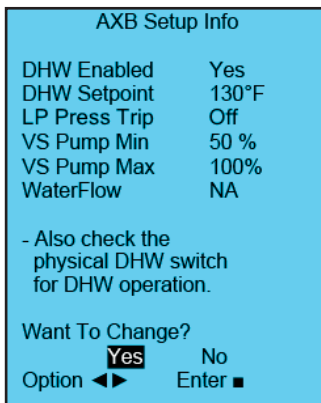 AXB Setup Info
DHW Enabled Yes
DHW Setpoint 130°F
LP Press Trip Off
VS Pump Min 50 %
VS Pump Max 100%
WaterFlow NA
- Also check the
physical DHW switch
for DHW operation.
Want To Change?
Yes No
Option ◄► Enter ■